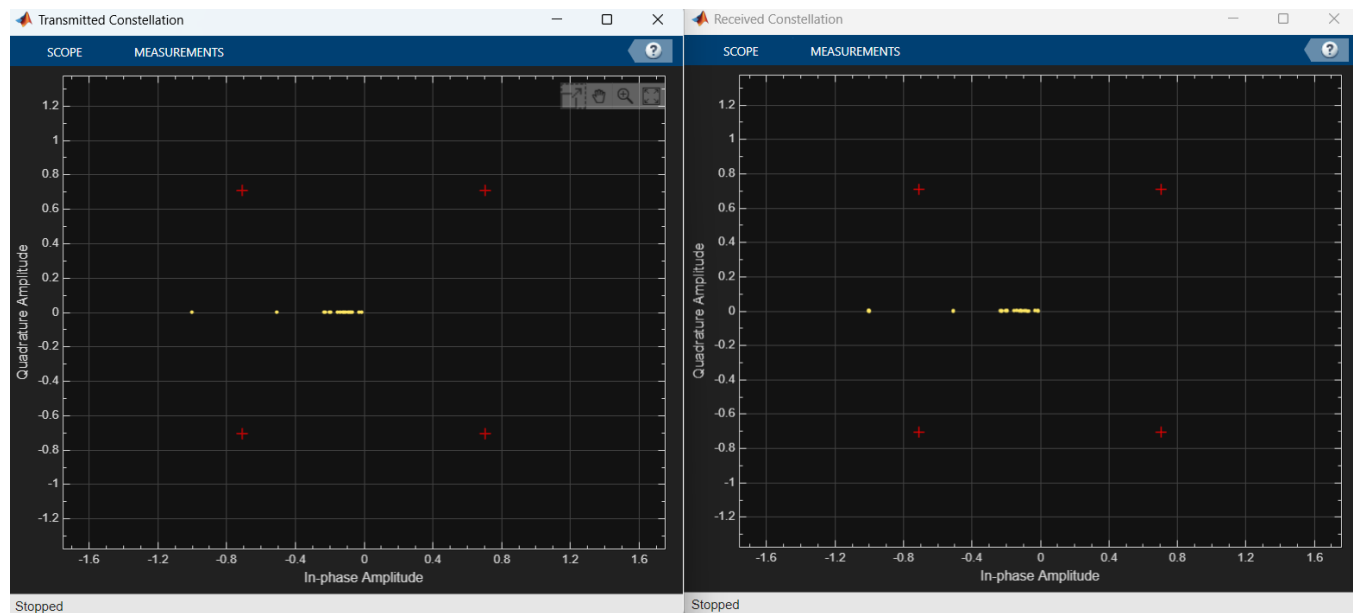 Transmitted Constellation
SCOPE MEASUREMENTS
?
1.2
1
0.8
0.6
0.4
0.2
0
-0.2
-0.4
-0.6
-0.8
-1
-1.2
Quadrature Amplitude
-1.6 -1.2 -0.8 -0.4 0 0.4 0.8 1.2 1.6
In-phase Amplitude
Stopped
Received Constellation
SCOPE MEASUREMENTS
?
1.2
1
0.8
0.6
0.4
0.2
0
-0.2
-0.4
-0.6
-0.8
-1
-1.2
Quadrature Amplitude
-1.6 -1.2 -0.8 -0.4 0 0.4 0.8 1.2 1.6
In-phase Amplitude
Stopped